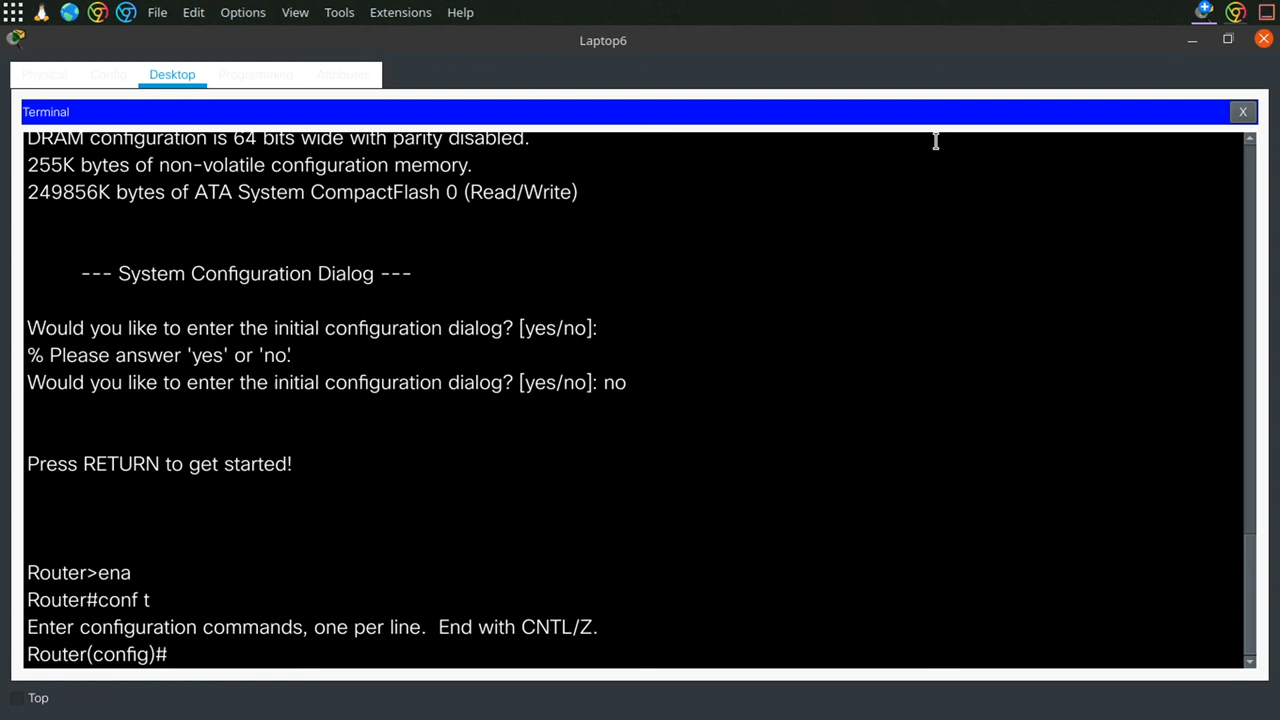 File Edit Options View Tools Extensions Help
Laptop6
Physical Config Desktop Programming Attributes
Terminal X
DRAM configuration is 64 bits wide with parity disabled.
255K bytes of non-volatile configuration memory.
249856K bytes of ATA System CompactFlash 0 (Read/Write)
--- System Configuration Dialog ---
Would you like to enter the initial configuration dialog? [yes/no]:
% Please answer 'yes' or 'no'.
Would you like to enter the initial configuration dialog? [yes/no]: no
Press RETURN to get started!
Router>ena
Router#conf t
Enter configuration commands, one per line.  End with CNTL/Z.
Router(config)#
Top